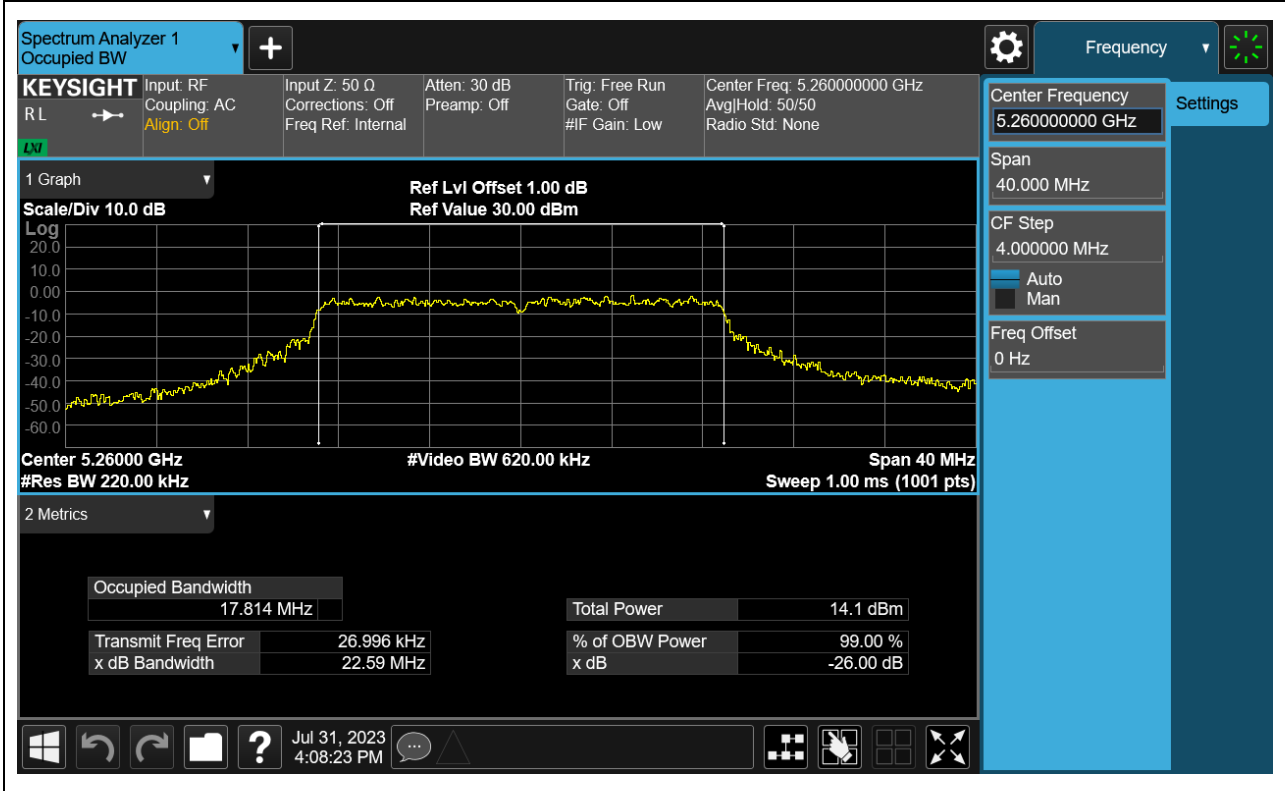 Spectrum Analyzer 1
Occupied BW
Frequency
KEYSIGHT
R L
LXI
Input: RF
Coupling: AC
Align: Off
Input Z: 50 Ω
Corrections: Off
Freq Ref: Internal
Atten: 30 dB
Preamp: Off
Trig: Free Run
Gate: Off
#IF Gain: Low
Center Freq: 5.260000000 GHz
Avg|Hold: 50/50
Radio Std: None
1 Graph
Scale/Div 10.0 dB
Ref Lvl Offset 1.00 dB
Ref Value 30.00 dBm
Log
20.0
10.0
0.00
-10.0
-20.0
-30.0
-40.0
-50.0
-60.0
Center 5.26000 GHz
#Video BW 620.00 kHz
Span 40 MHz
#Res BW 220.00 kHz
Sweep 1.00 ms (1001 pts)
2 Metrics
Occupied Bandwidth
17.814 MHz
Total Power 14.1 dBm
Transmit Freq Error 26.996 kHz
% of OBW Power 99.00 %
x dB Bandwidth 22.59 MHz
x dB -26.00 dB
Center Frequency
5.260000000 GHz
Settings
Span
40.000 MHz
CF Step
4.000000 MHz
Auto
Man
Freq Offset
0 Hz
?
Jul 31, 2023
4:08:23 PM